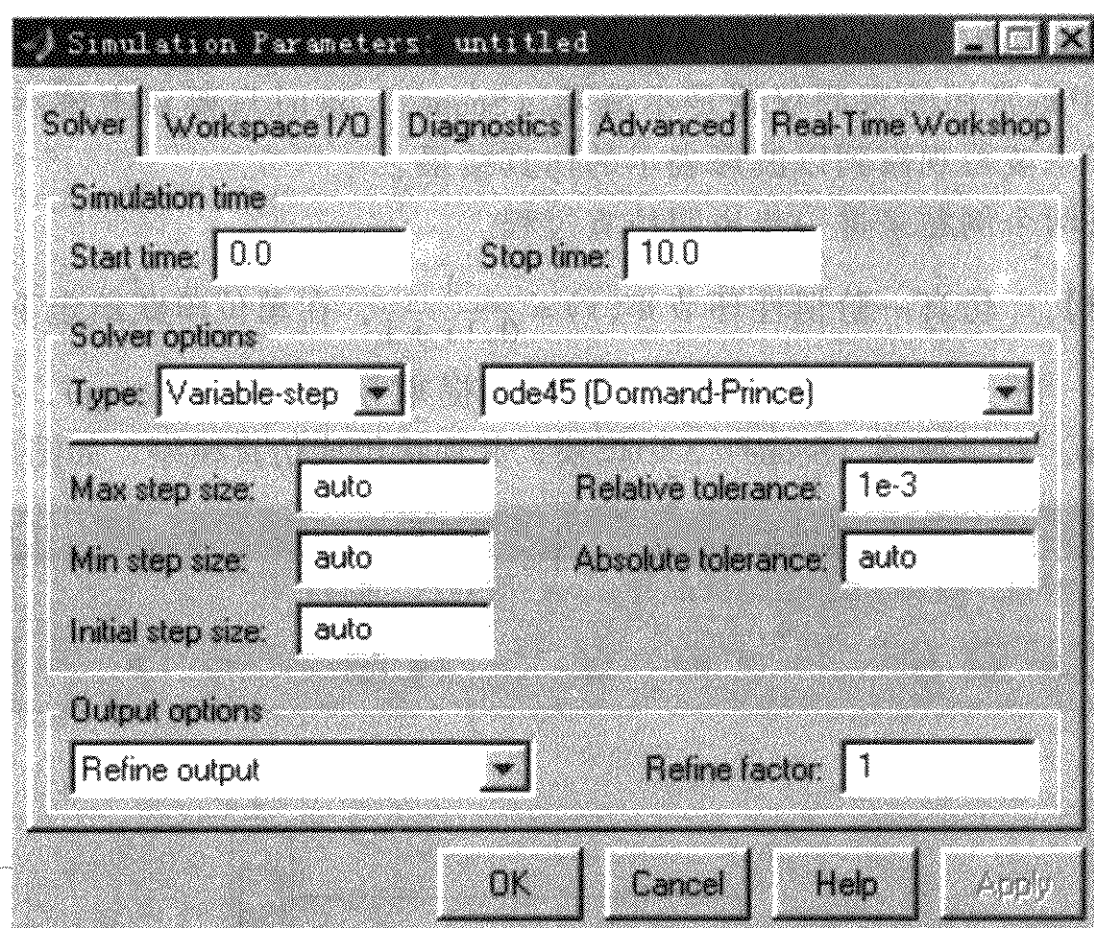 Simulation Parameters: untitled
Solver Workspace I/O Diagnostics Advanced Real-Time Workshop
Simulation time
Start time: 0.0 Stop time: 10.0
Solver options
Type: Variable-step ode45 (Dormand-Prince)
Max step size: auto Relative tolerance: 1e-3
Min step size: auto Absolute tolerance: auto
Initial step size: auto
Output options
Refine output Refine factor: 1
OK Cancel Help Apply